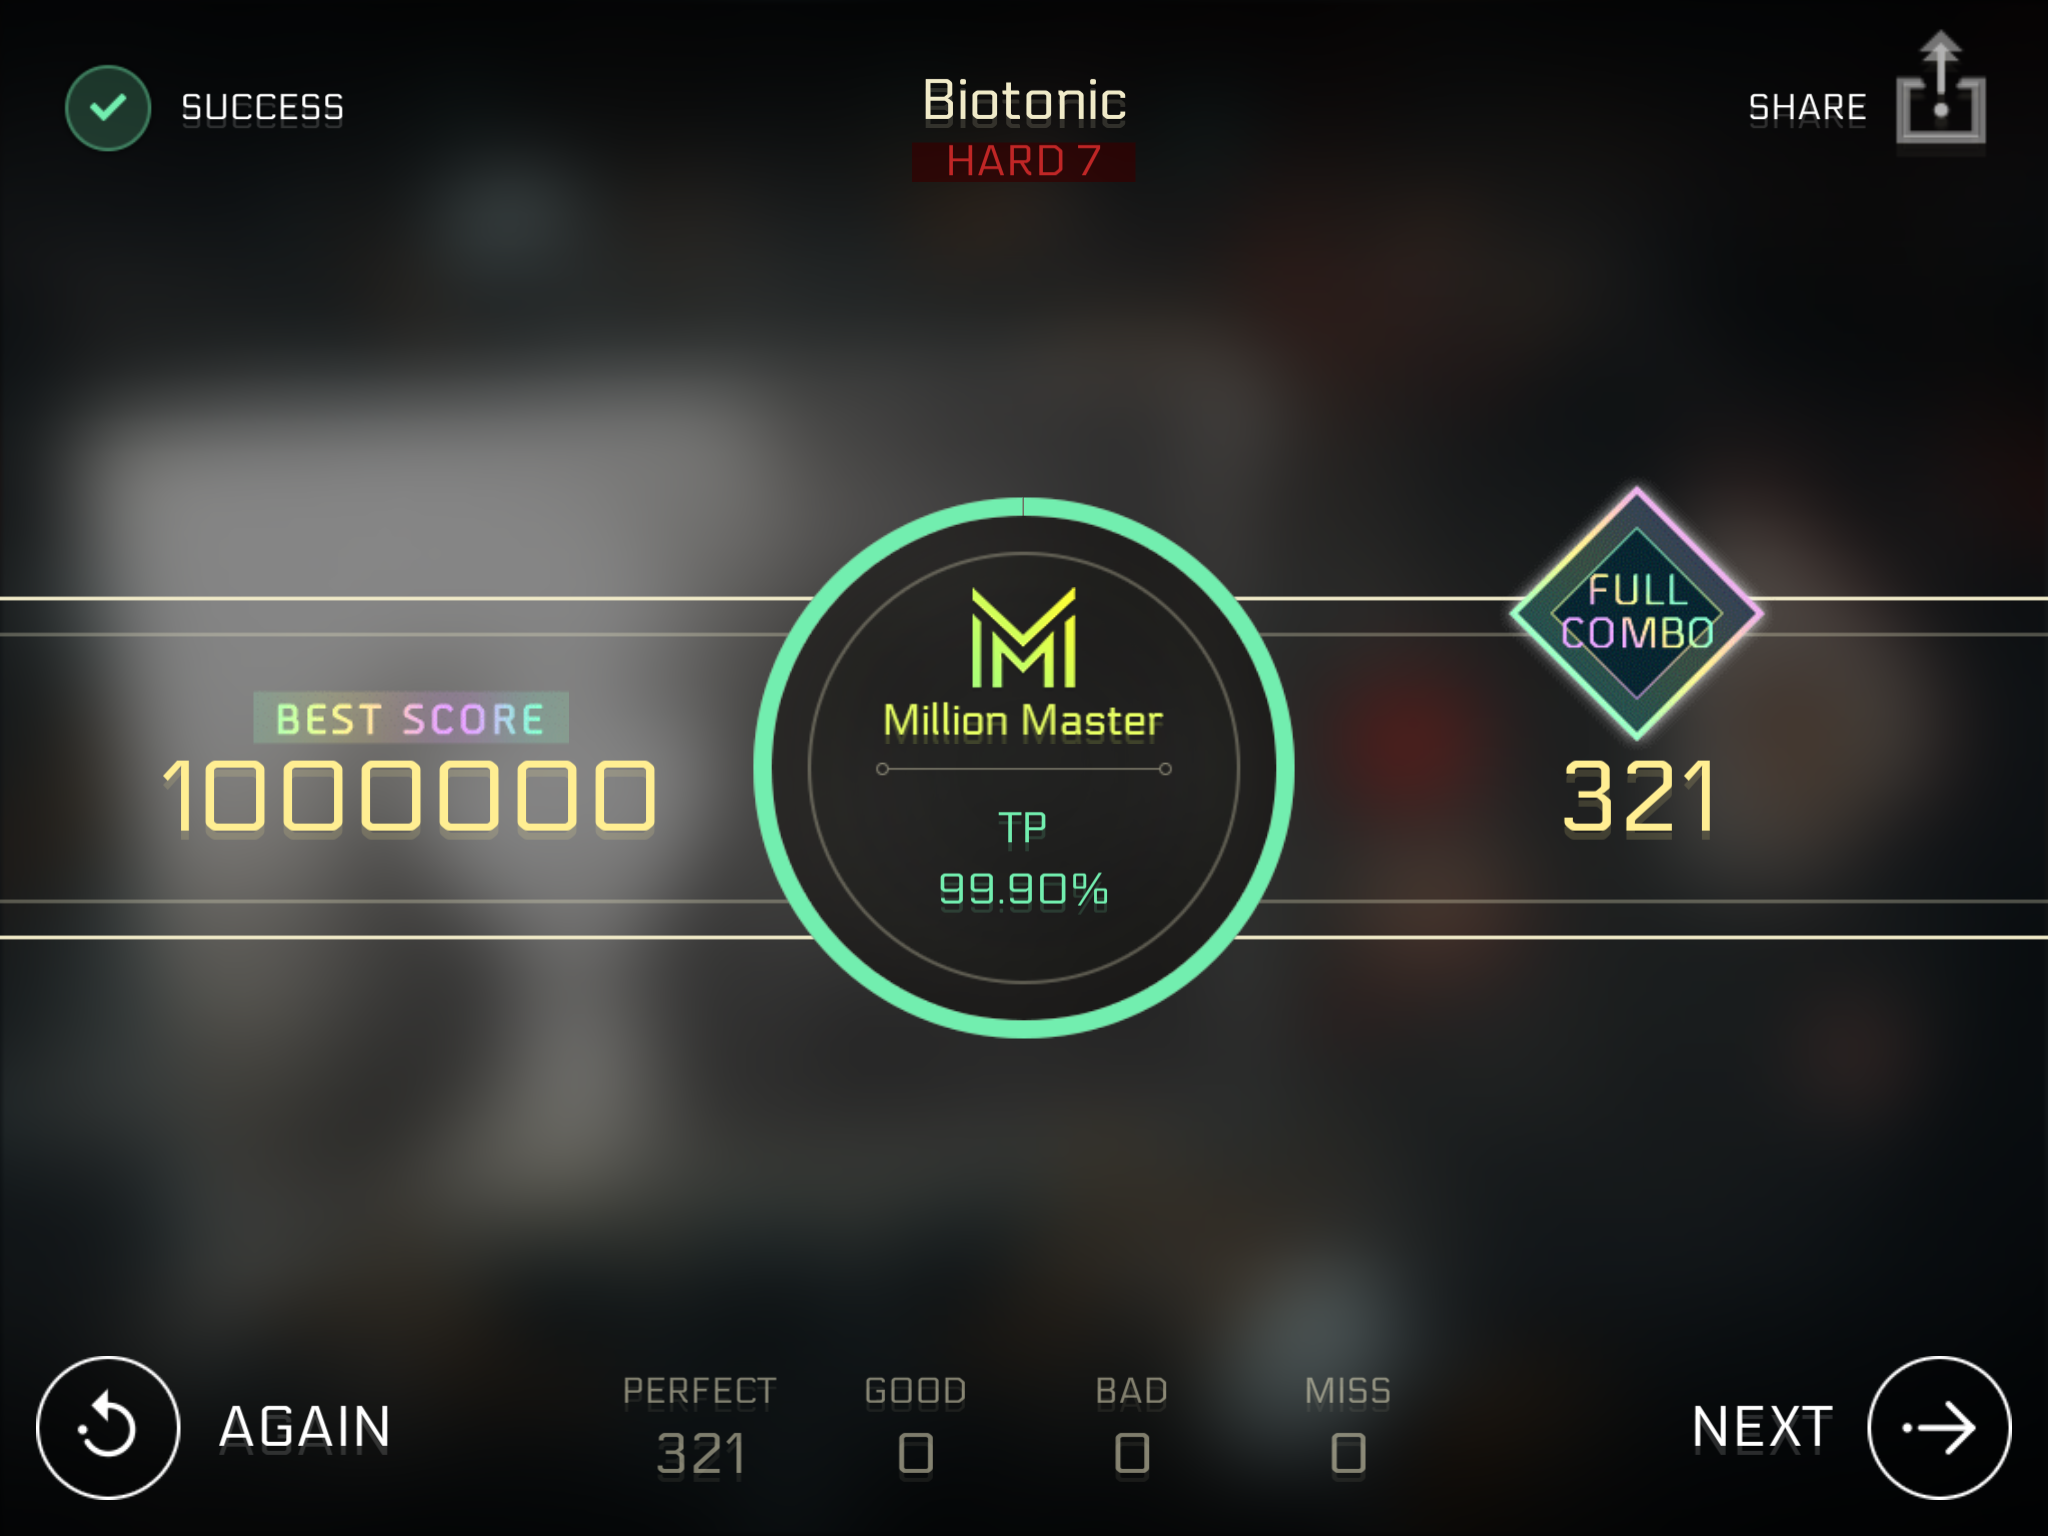 SUCCESS
Biotonic
HARD 7
SHARE
FULL
COMBO
Million Master
BEST SCORE
1000000
321
TP
99.90%
AGAIN
PERFECT
321
GOOD
0
BAD
0
MISS
0
NEXT